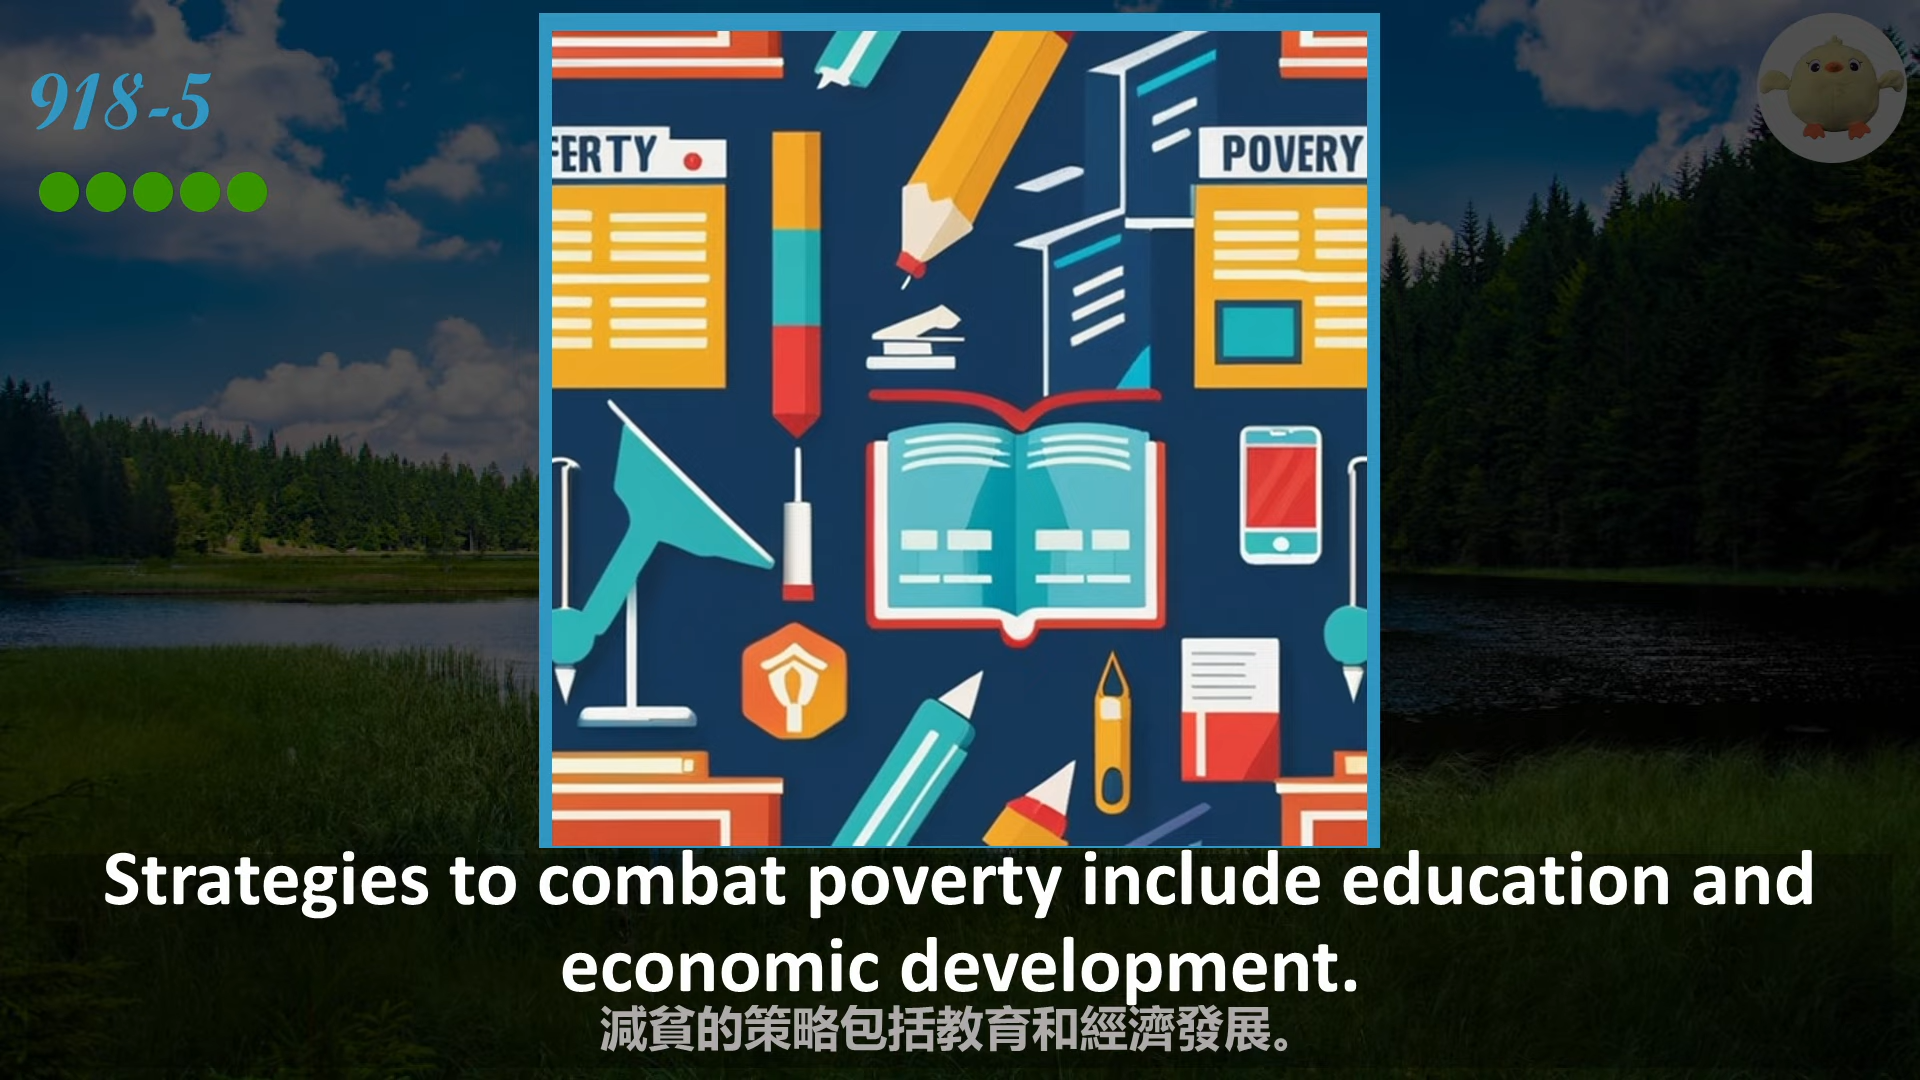 918-5
FERTY
POVERY
Strategies to combat poverty include education and
economic development.
減貧的策略包括教育和經濟發展。